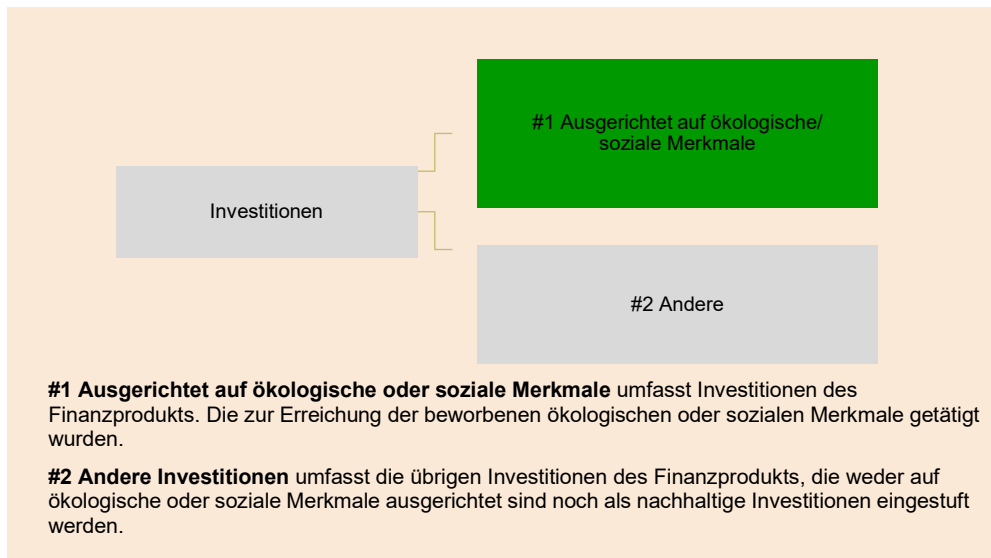 #1 Ausgerichtet auf ökologische/
soziale Merkmale
Investitionen
#2 Andere
#1 Ausgerichtet auf ökologische oder soziale Merkmale umfasst Investitionen des
Finanzprodukts. Die zur Erreichung der beworbenen ökologischen oder sozialen Merkmale getätigt
wurden.
#2 Andere Investitionen umfasst die übrigen Investitionen des Finanzprodukts, die weder auf
ökologische oder soziale Merkmale ausgerichtet sind noch als nachhaltige Investitionen eingestuft
werden.